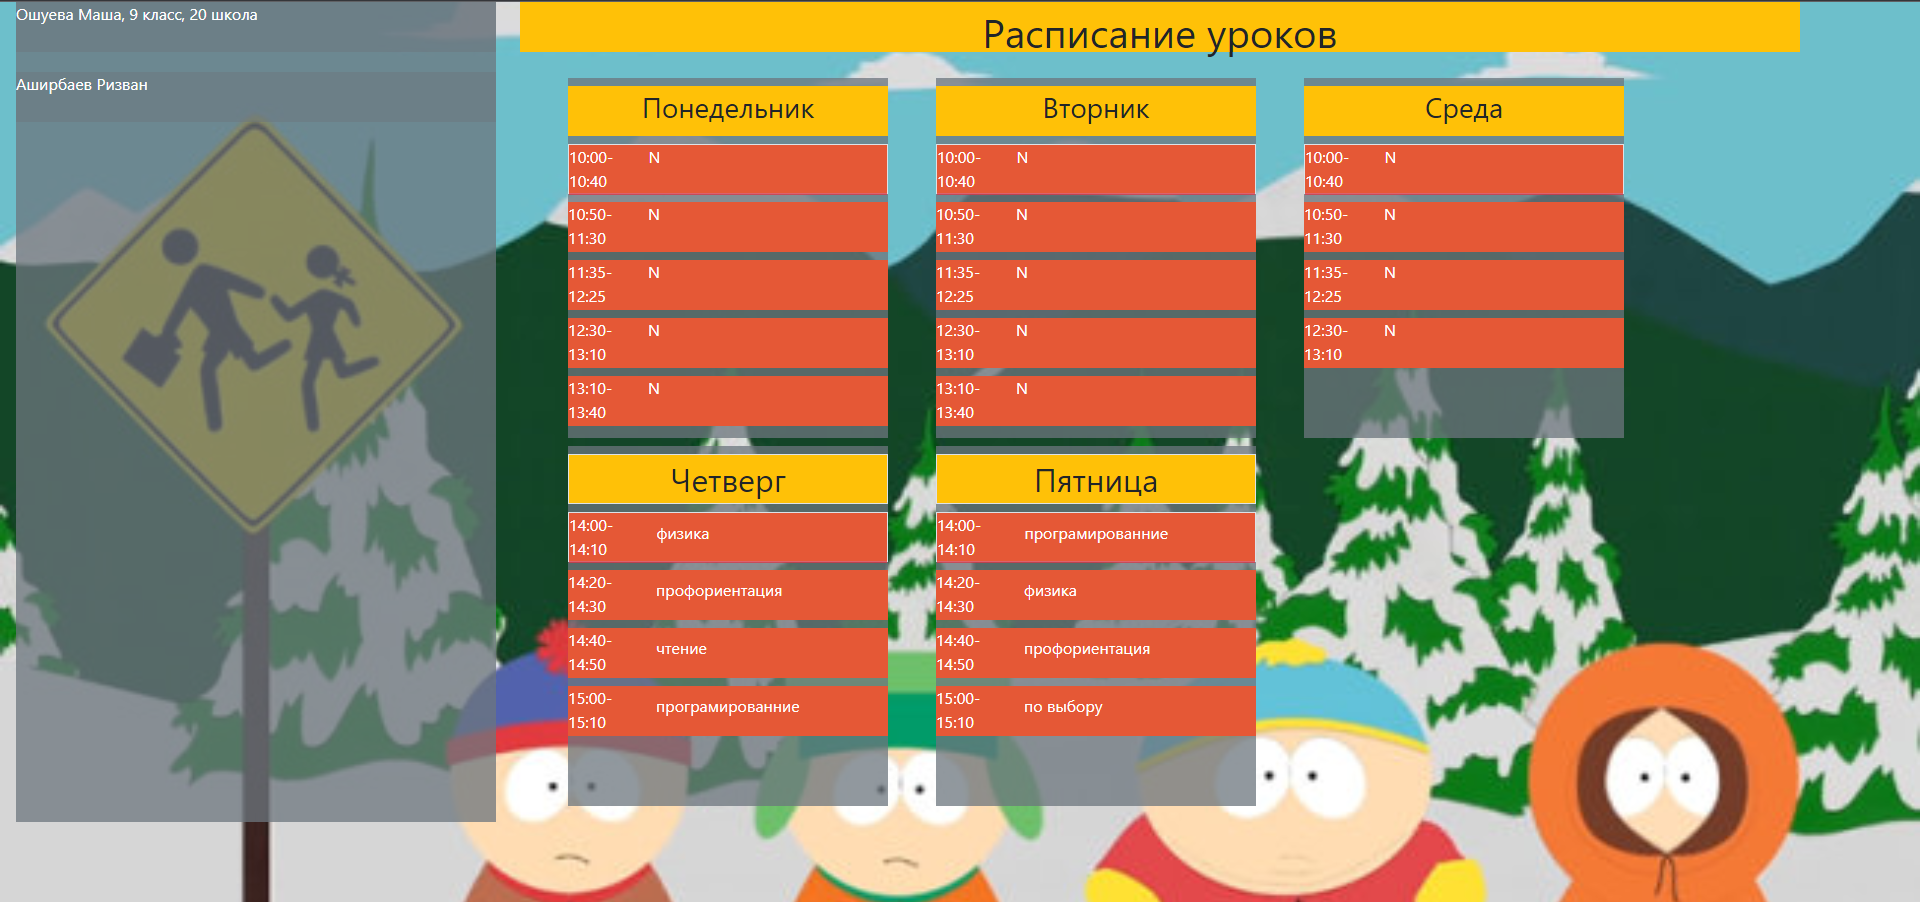 Ошуева Маша, 9 класс, 20 школа
Аширбаев Ризван
Расписание уроков
Понедельник
10:00-
10:40
N
10:50-
11:30
N
11:35-
12:25
N
12:30-
13:10
N
13:10-
13:40
N
Вторник
10:00-
10:40
N
10:50-
11:30
N
11:35-
12:25
N
12:30-
13:10
N
13:10-
13:40
N
Среда
10:00-
10:40
N
10:50-
11:30
N
11:35-
12:25
N
12:30-
13:10
N
Четверг
14:00-
14:10
физика
14:20-
14:30
профориентация
14:40-
14:50
чтение
15:00-
15:10
програмированние
Пятница
14:00-
14:10
програмированние
14:20-
14:30
физика
14:40-
14:50
профориентация
15:00-
15:10
по выбору